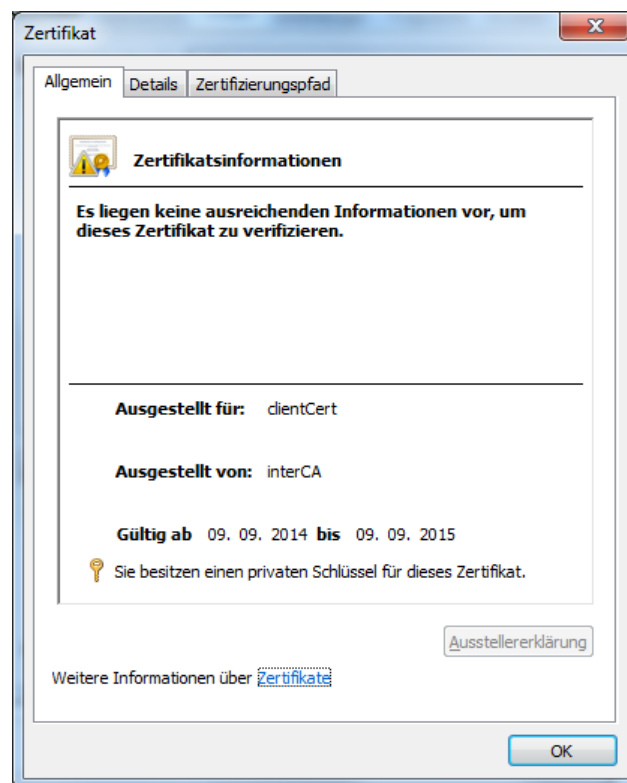 Zertifikat
Allgemein Details Zertifizierungspfad
Zertifikatsinformationen
Es liegen keine ausreichenden Informationen vor, um
dieses Zertifikat zu verifizieren.
Ausgestellt für: clientCert
Ausgestellt von: interCA
Gültig ab 09. 09. 2014 bis 09. 09. 2015
Sie besitzen einen privaten Schlüssel für dieses Zertifikat.
Ausstellererklärung
Weitere Informationen über Zertifikate
OK